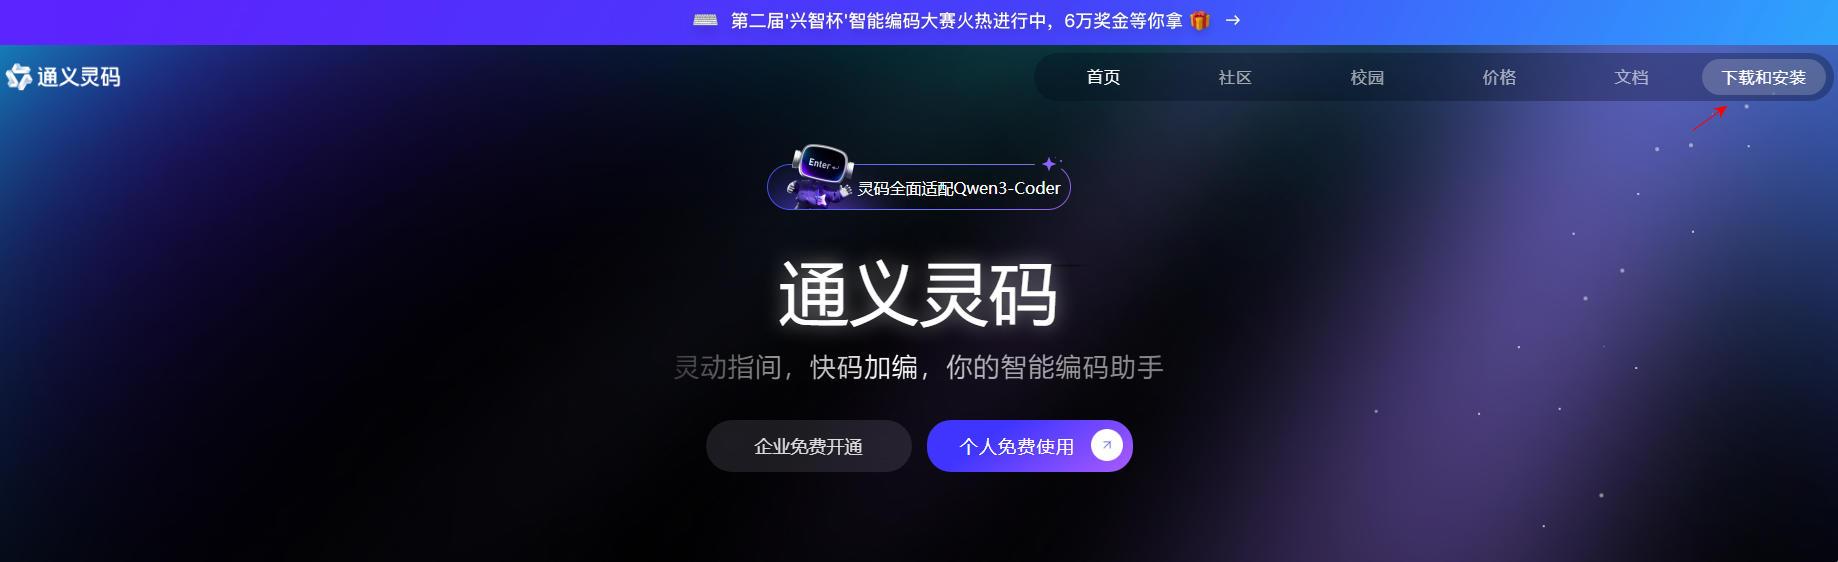 第二届'兴智杯'智能编码大赛火热进行中，6万奖金等你拿 →
通义灵码
首页 社区 校园 价格 文档 下载和安装
Enter ↵
灵码全面适配Qwen3-Coder
通义灵码
灵动指间，快码加编，你的智能编码助手
企业免费开通 个人免费使用